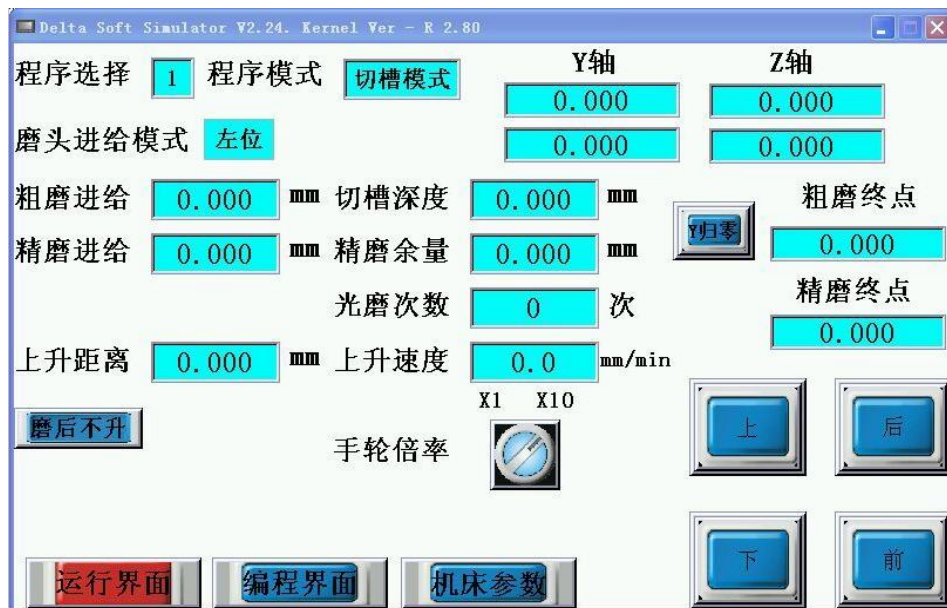 Delta Soft Simulator V2.24. Kernel Ver - R 2.80
程序选择 1 程序模式 切槽模式 Y轴 Z轴
0.000 0.000
磨头进给模式 左位 0.000 0.000
粗磨进给 0.000 mm 切槽深度 0.000 mm 粗磨终点
精磨进给 0.000 mm 精磨余量 0.000 mm Y归零 0.000
光磨次数 0 次 精磨终点
0.000
上升距离 0.000 mm 上升速度 0.0 mm/min
X1 X10
磨后不升 上 后
手轮倍率
下 前
运行界面 编程界面 机床参数